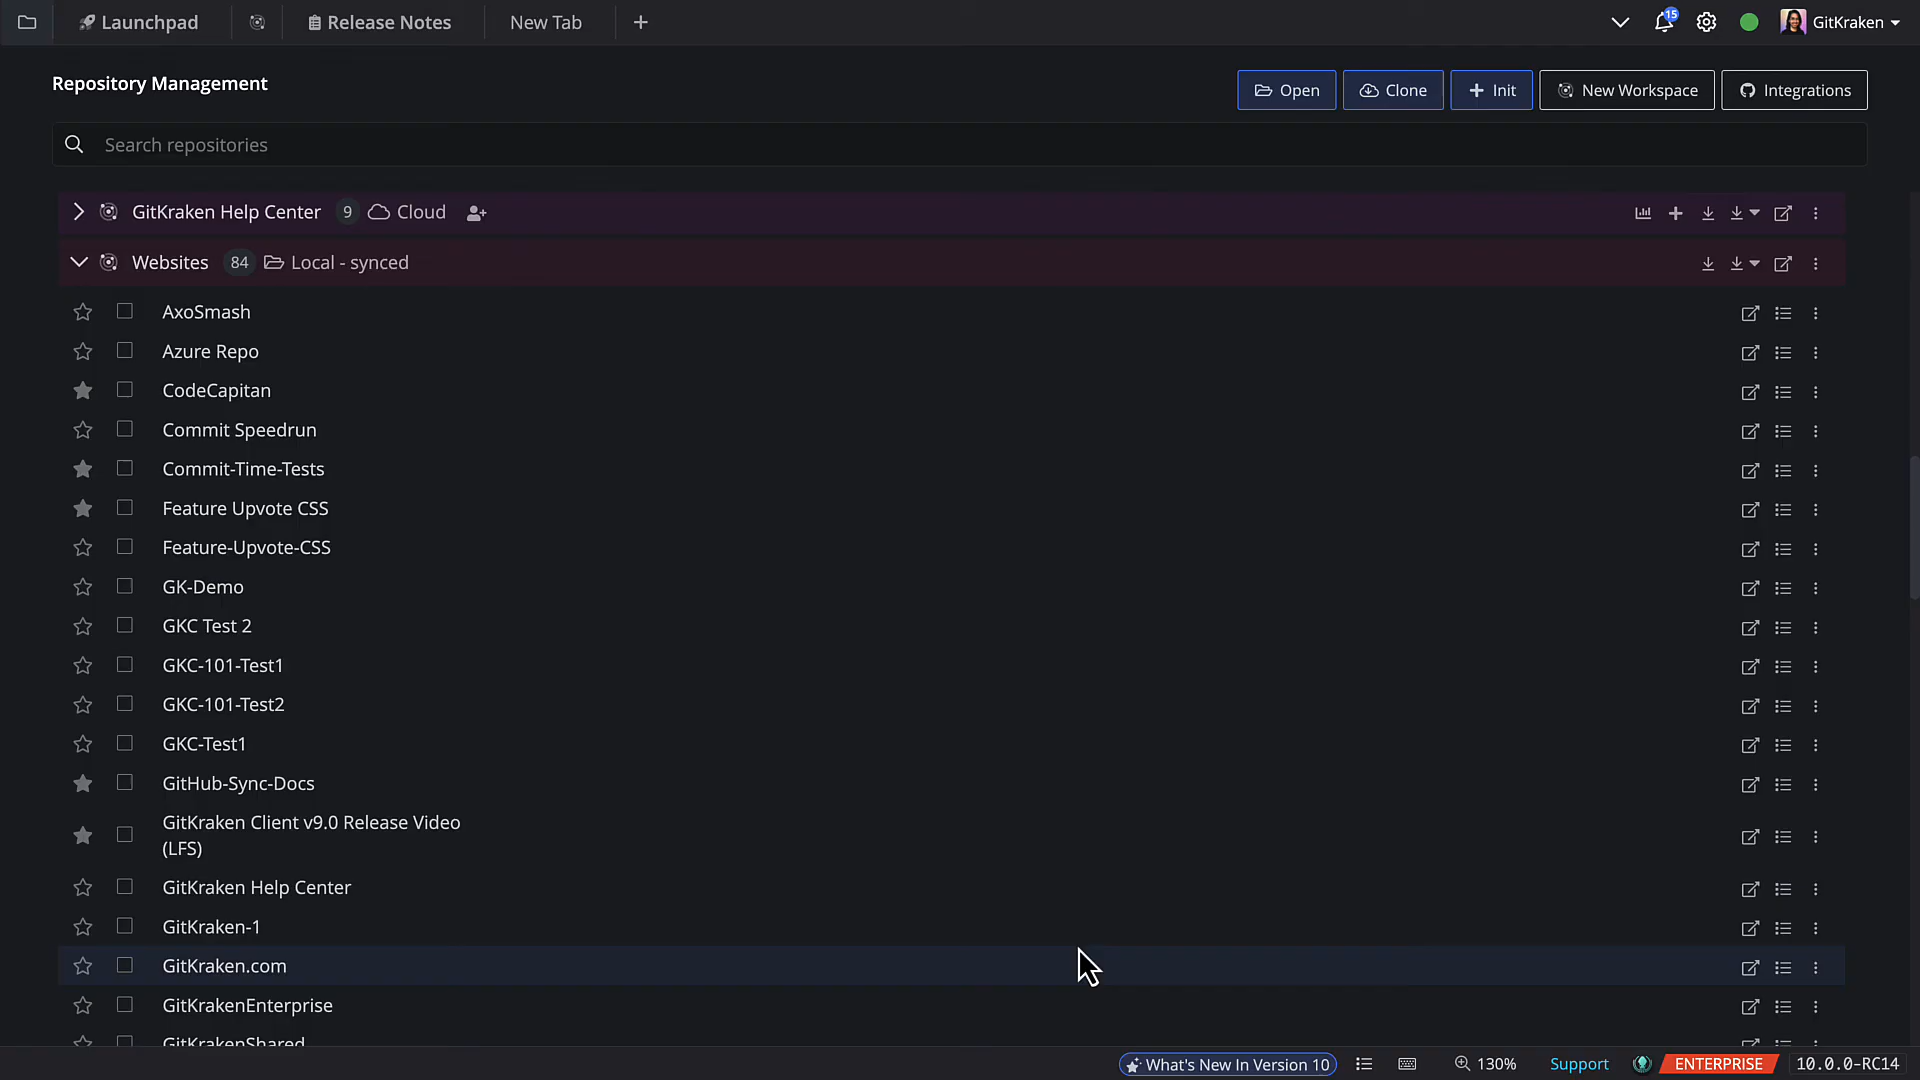 Launchpad
Release Notes
New Tab
15
GitKraken
Repository Management
Open
Clone
Init
New Workspace
Integrations
Search repositories
GitKraken Help Center 9 Cloud
Websites 84 Local - synced
AxoSmash
Azure Repo
CodeCapitan
Commit Speedrun
Commit-Time-Tests
Feature Upvote CSS
Feature-Upvote-CSS
GK-Demo
GKC Test 2
GKC-101-Test1
GKC-101-Test2
GKC-Test1
GitHub-Sync-Docs
GitKraken Client v9.0 Release Video
(LFS)
GitKraken Help Center
GitKraken-1
GitKraken.com
GitKrakenEnterprise
GitKrakenShared
What's New In Version 10
130%
Support
ENTERPRISE
10.0.0-RC14